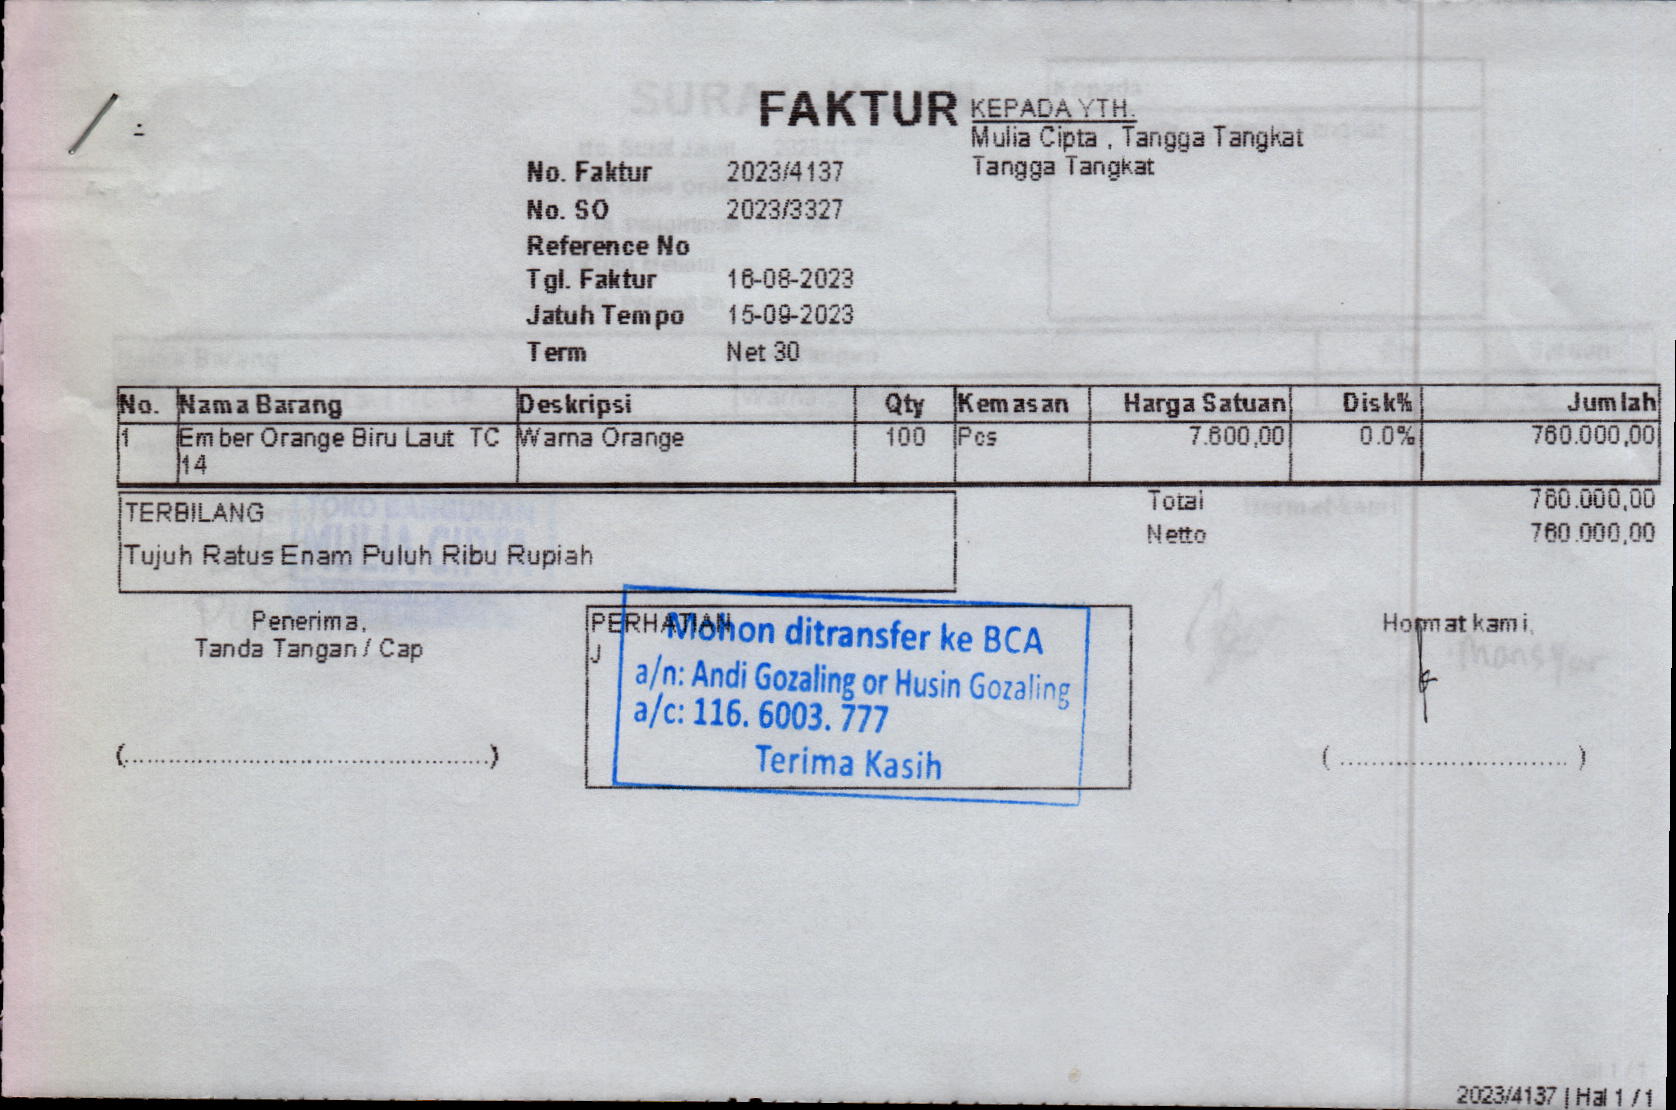 FAKTUR
KEPADA YTH.
Mulia Cipta , Tangga Tangkat
Tangga Tangkat
No. Faktur 2023/4137
No. SO 2023/3327
Reference No
Tgl. Faktur 16-08-2023
Jatuh Tempo 15-09-2023
Term Net 30
No. Nama Barang Deskripsi Qty Kemasan Harga Satuan Disk% Jumlah
1 Ember Orange Biru Laut TC Warna Orange 100 Pcs 7.600,00 0.0% 760.000,00
14
Total 760.000,00
Netto 760.000,00
TERBILANG
Tujuh Ratus Enam Puluh Ribu Rupiah
Penerima,
Tanda Tangan / Cap
(............................................)
PERHATIAN
J
Mohon ditransfer ke BCA
a/n: Andi Gozaling or Husin Gozaling
a/c: 116. 6003. 777
Terima Kasih
Hormat kami,
(............................)
2023/4137 | Hal 1 / 1